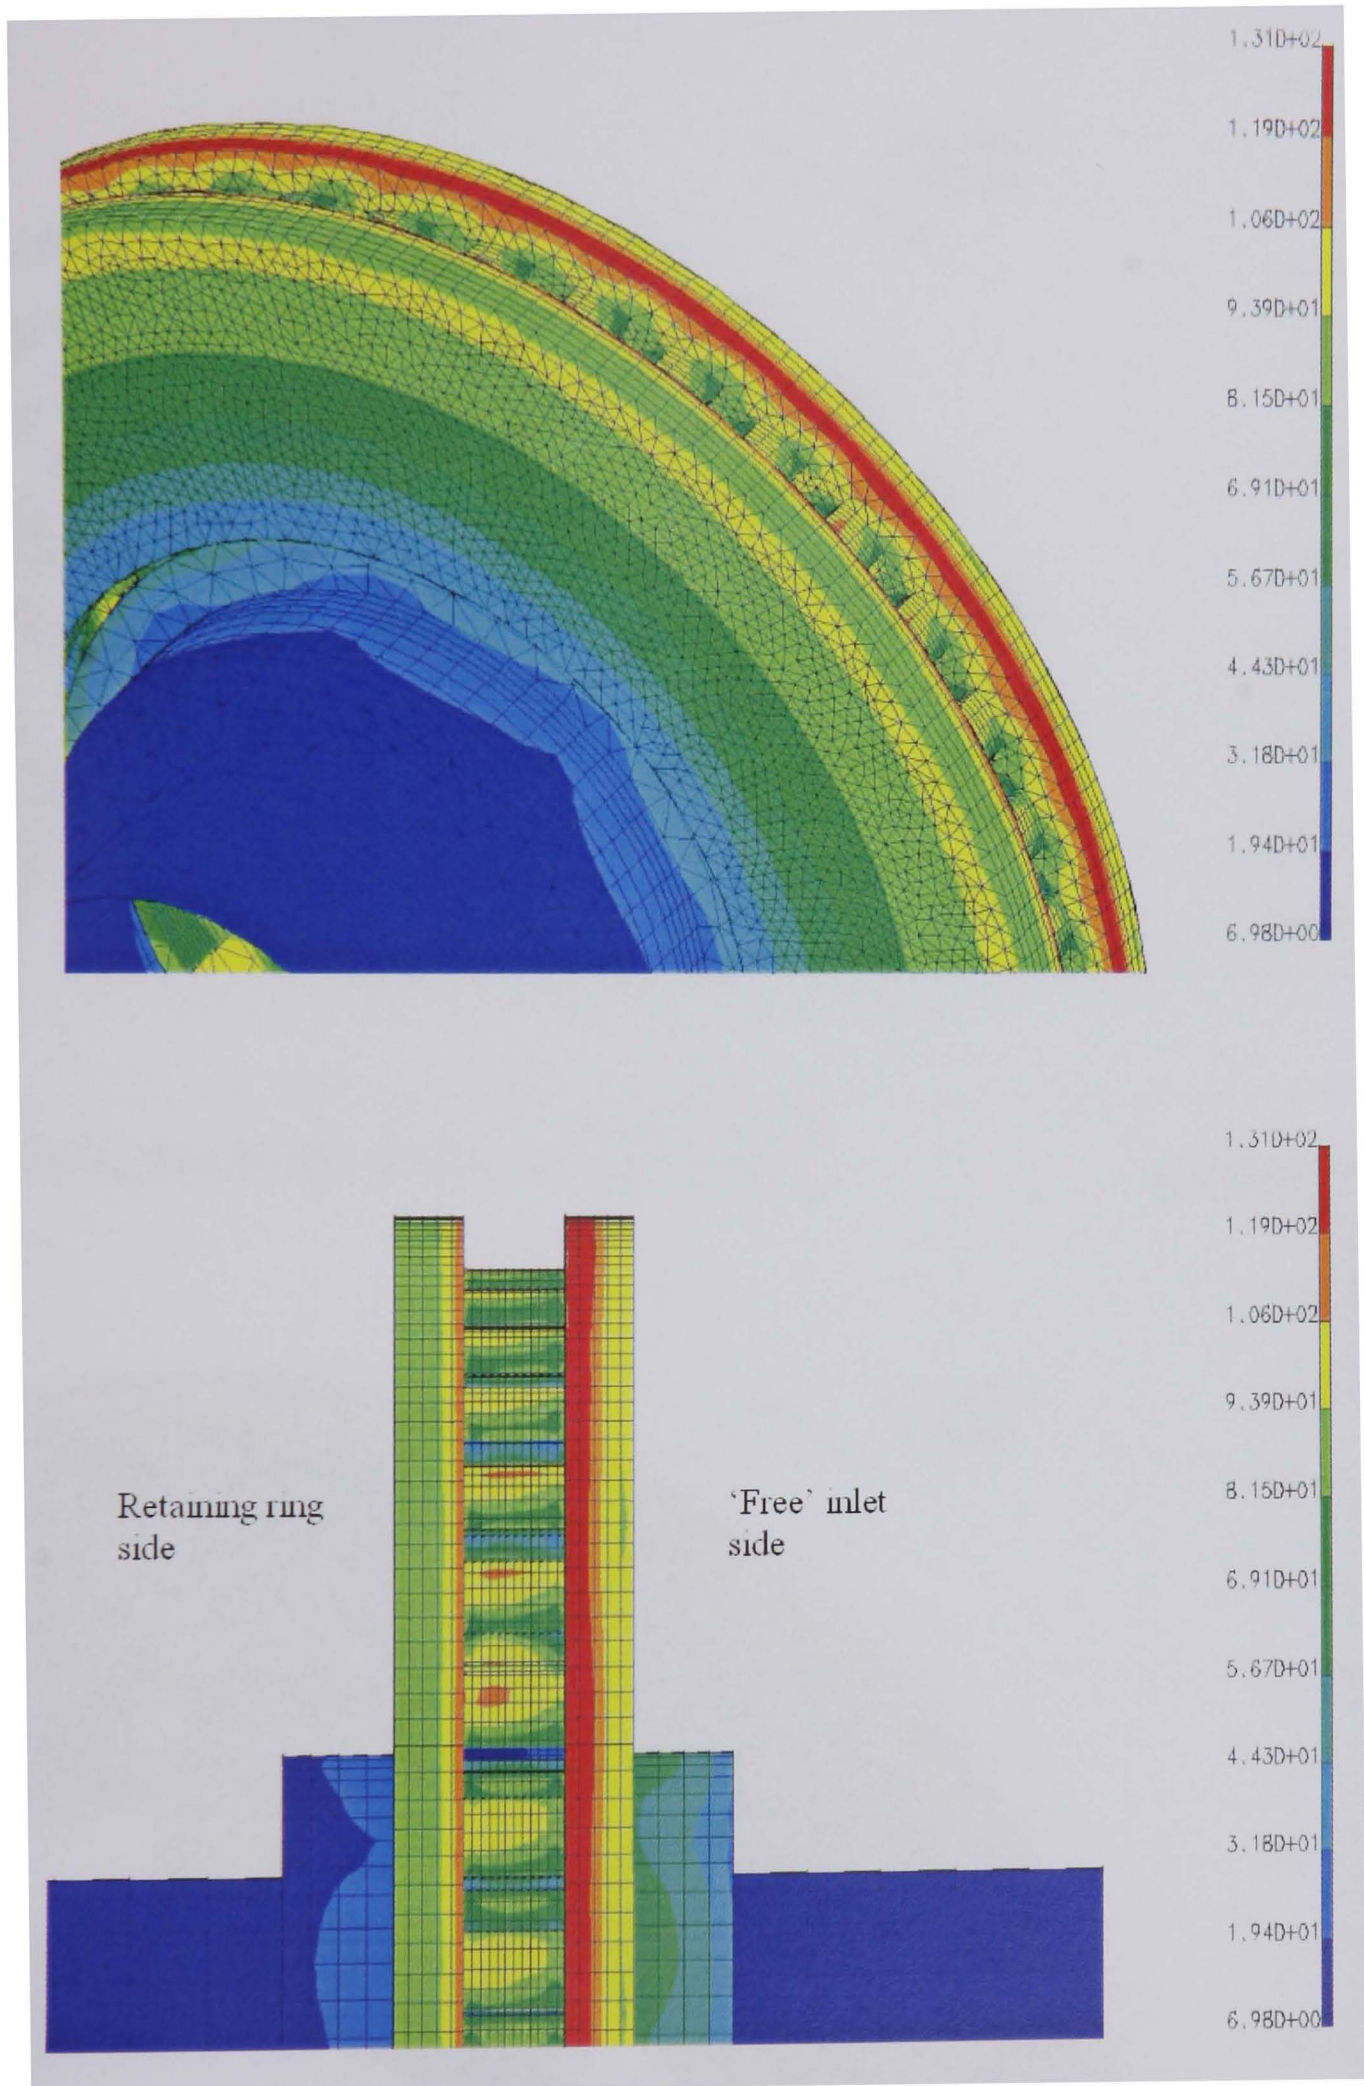 1.31D+02
1.19D+02
1.06D+02
9.39D+01
8.15D+01
6.91D+01
5.67D+01
4.43D+01
3.18D+01
1.94D+01
6.98D+00
1.31D+02
1.19D+02
1.06D+02
9.39D+01
8.15D+01
6.91D+01
5.67D+01
4.43D+01
3.18D+01
1.94D+01
6.98D+00
Retaining ring
side
‘Free’ inlet
side